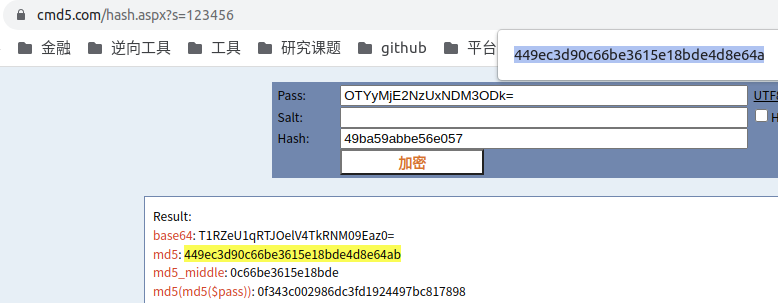 cmd5.com/hash.aspx?s=123456
金融 逆向工具 工具 研究课题 github 平台
449ec3d90c66be3615e18bde4d8e64a
Pass: OTYyMjE2NzUxNDM3ODk= UTF8
Salt: H
Hash: 49ba59abbe56e057
加密
Result:
base64: T1RZeU1qRTJOelV4TkRNM09Eaz0=
md5: 449ec3d90c66be3615e18bde4d8e64ab
md5_middle: 0c66be3615e18bde
md5(md5($pass)): 0f343c002986dc3fd1924497bc817898